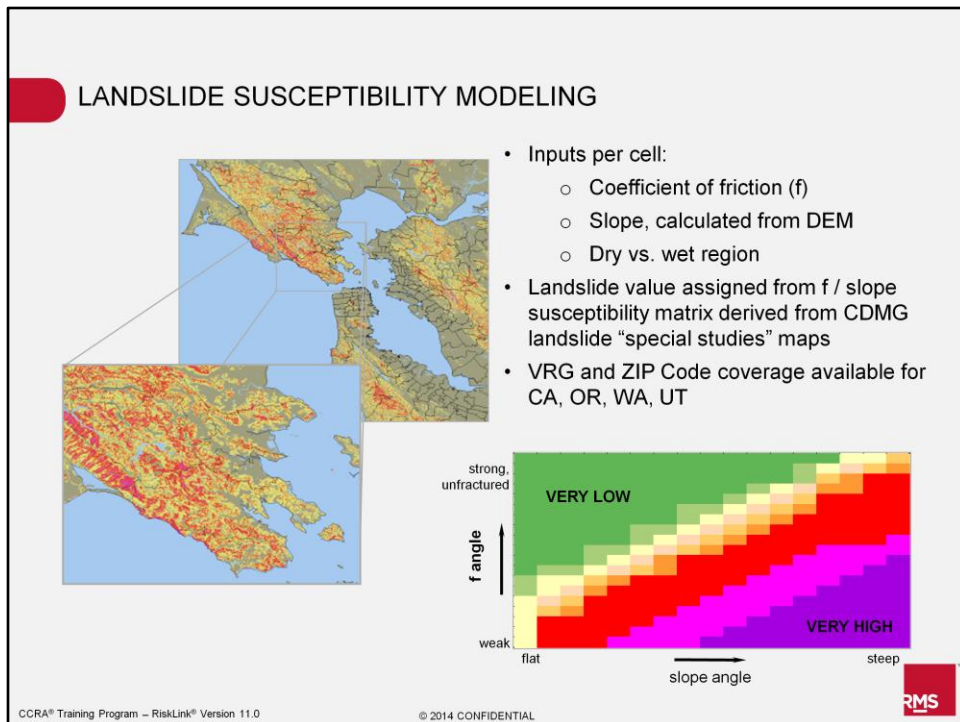 LANDSLIDE SUSCEPTIBILITY MODELING
• Inputs per cell:
o Coefficient of friction (f)
o Slope, calculated from DEM
o Dry vs. wet region
• Landslide value assigned from f / slope
susceptibility matrix derived from CDMG
landslide “special studies” maps
• VRG and ZIP Code coverage available for
CA, OR, WA, UT
strong,
unfractured
VERY LOW
f angle
weak
VERY HIGH
flat
steep
slope angle
RMS
CCRA® Training Program – RiskLink® Version 11.0
© 2014 CONFIDENTIAL